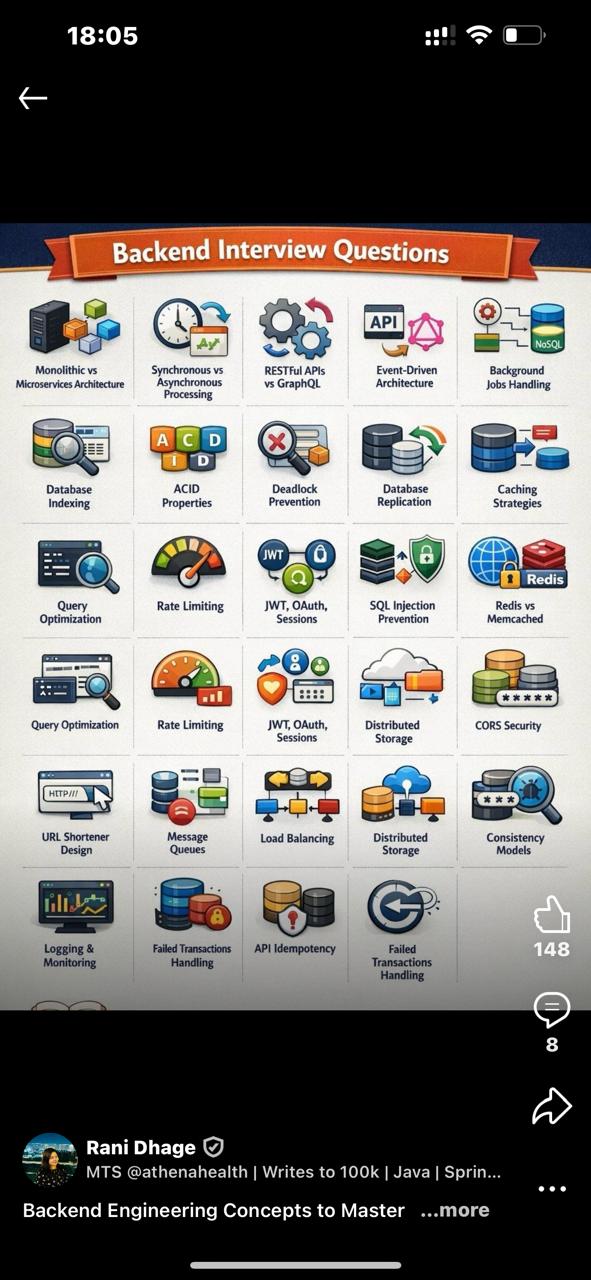 18:05
Backend Interview Questions
API
NoSQL
Monolithic vs
Microservices Architecture
Synchronous vs
Asynchronous
Processing
RESTful APIs
vs GraphQL
Event-Driven
Architecture
Background
Jobs Handling
A C D
I D
Database
Indexing
ACID
Properties
Deadlock
Prevention
Database
Replication
Caching
Strategies
JWT
Redis
Query
Optimization
Rate Limiting
JWT, OAuth,
Sessions
SQL Injection
Prevention
Redis vs
Memcached
*****
Query Optimization
Rate Limiting
JWT, OAuth,
Sessions
Distributed
Storage
CORS Security
HTP///
***
URL Shortener
Design
Message
Queues
Load Balancing
Distributed
Storage
Consistency
Models
Logging &
Monitoring
Failed Transactions
Handling
API Idempotency
Failed
Transactions
Handling
148
8
Rani Dhage
MTS @athenahealth | Writes to 100k | Java | Sprin...
Backend Engineering Concepts to Master ...more